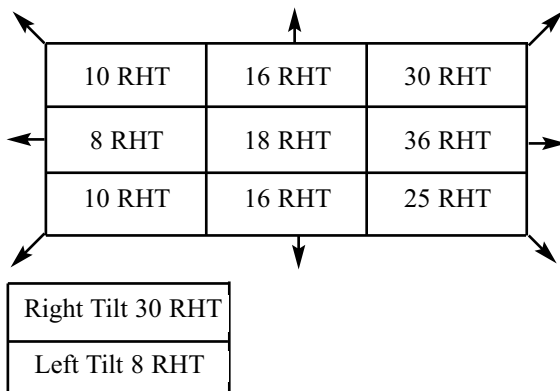 10 RHT 16 RHT 30 RHT
8 RHT 18 RHT 36 RHT
10 RHT 16 RHT 25 RHT
Right Tilt 30 RHT
Left Tilt 8 RHT